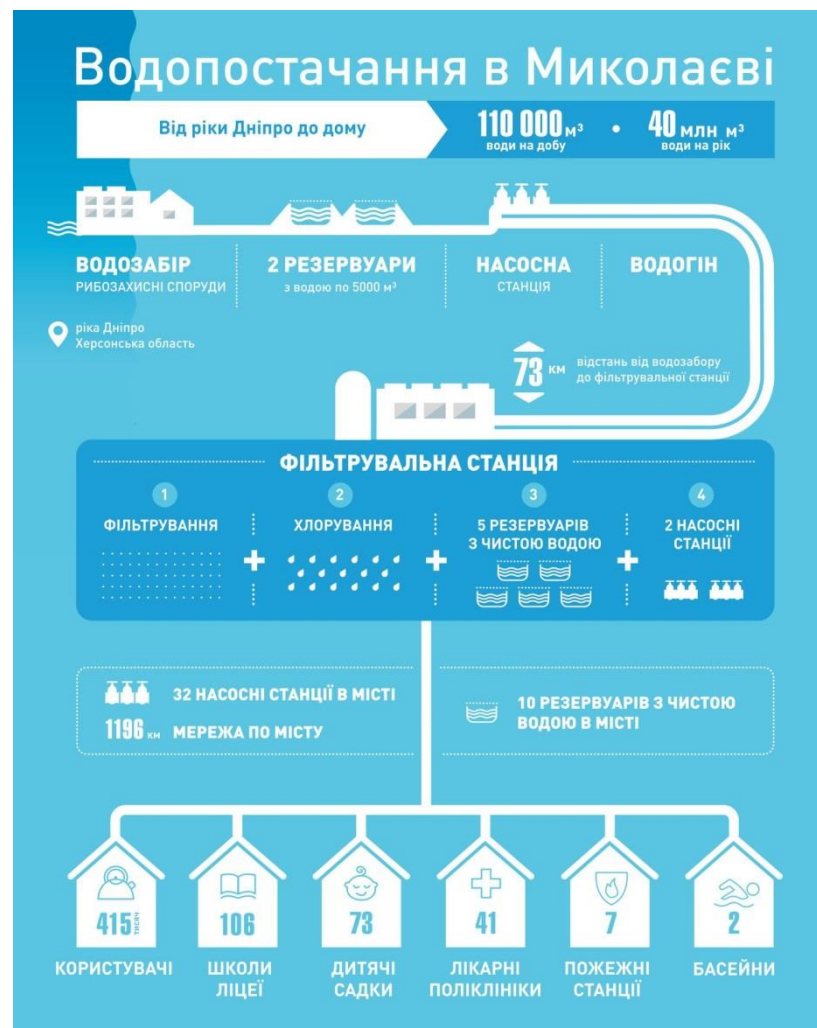 Водопостачання в Миколаєві
Від ріки Дніпро до дому
110 000 м³
води на добу
•
40 млн м³
води на рік
ВОДОЗАБІР
РИБОЗАХИСНІ СПОРУДИ
2 РЕЗЕРВУАРИ
з водою по 5000 м³
НАСОСНА
СТАНЦІЯ
ВОДОГІН
ріка Дніпро
Херсонська область
73 км
відстань від водозабору
до фільтрувальної станції
ФІЛЬТРУВАЛЬНА СТАНЦІЯ
1
ФІЛЬТРУВАННЯ
+
2
ХЛОРУВАННЯ
+
3
5 РЕЗЕРВУАРІВ
З ЧИСТОЮ ВОДОЮ
+
4
2 НАСОСНІ
СТАНЦІЇ
32 НАСОСНІ СТАНЦІЇ В МІСТІ
1196 км МЕРЕЖА ПО МІСТУ
10 РЕЗЕРВУАРІВ З ЧИСТОЮ
ВОДОЮ В МІСТІ
415 тисяч
КОРИСТУВАЧІ
106
ШКОЛИ
ЛІЦЕЇ
73
ДИТЯЧІ
САДКИ
41
ЛІКАРНІ
ПОЛІКЛІНІКИ
7
ПОЖЕЖНІ
СТАНЦІЇ
2
БАСЕЙНИ